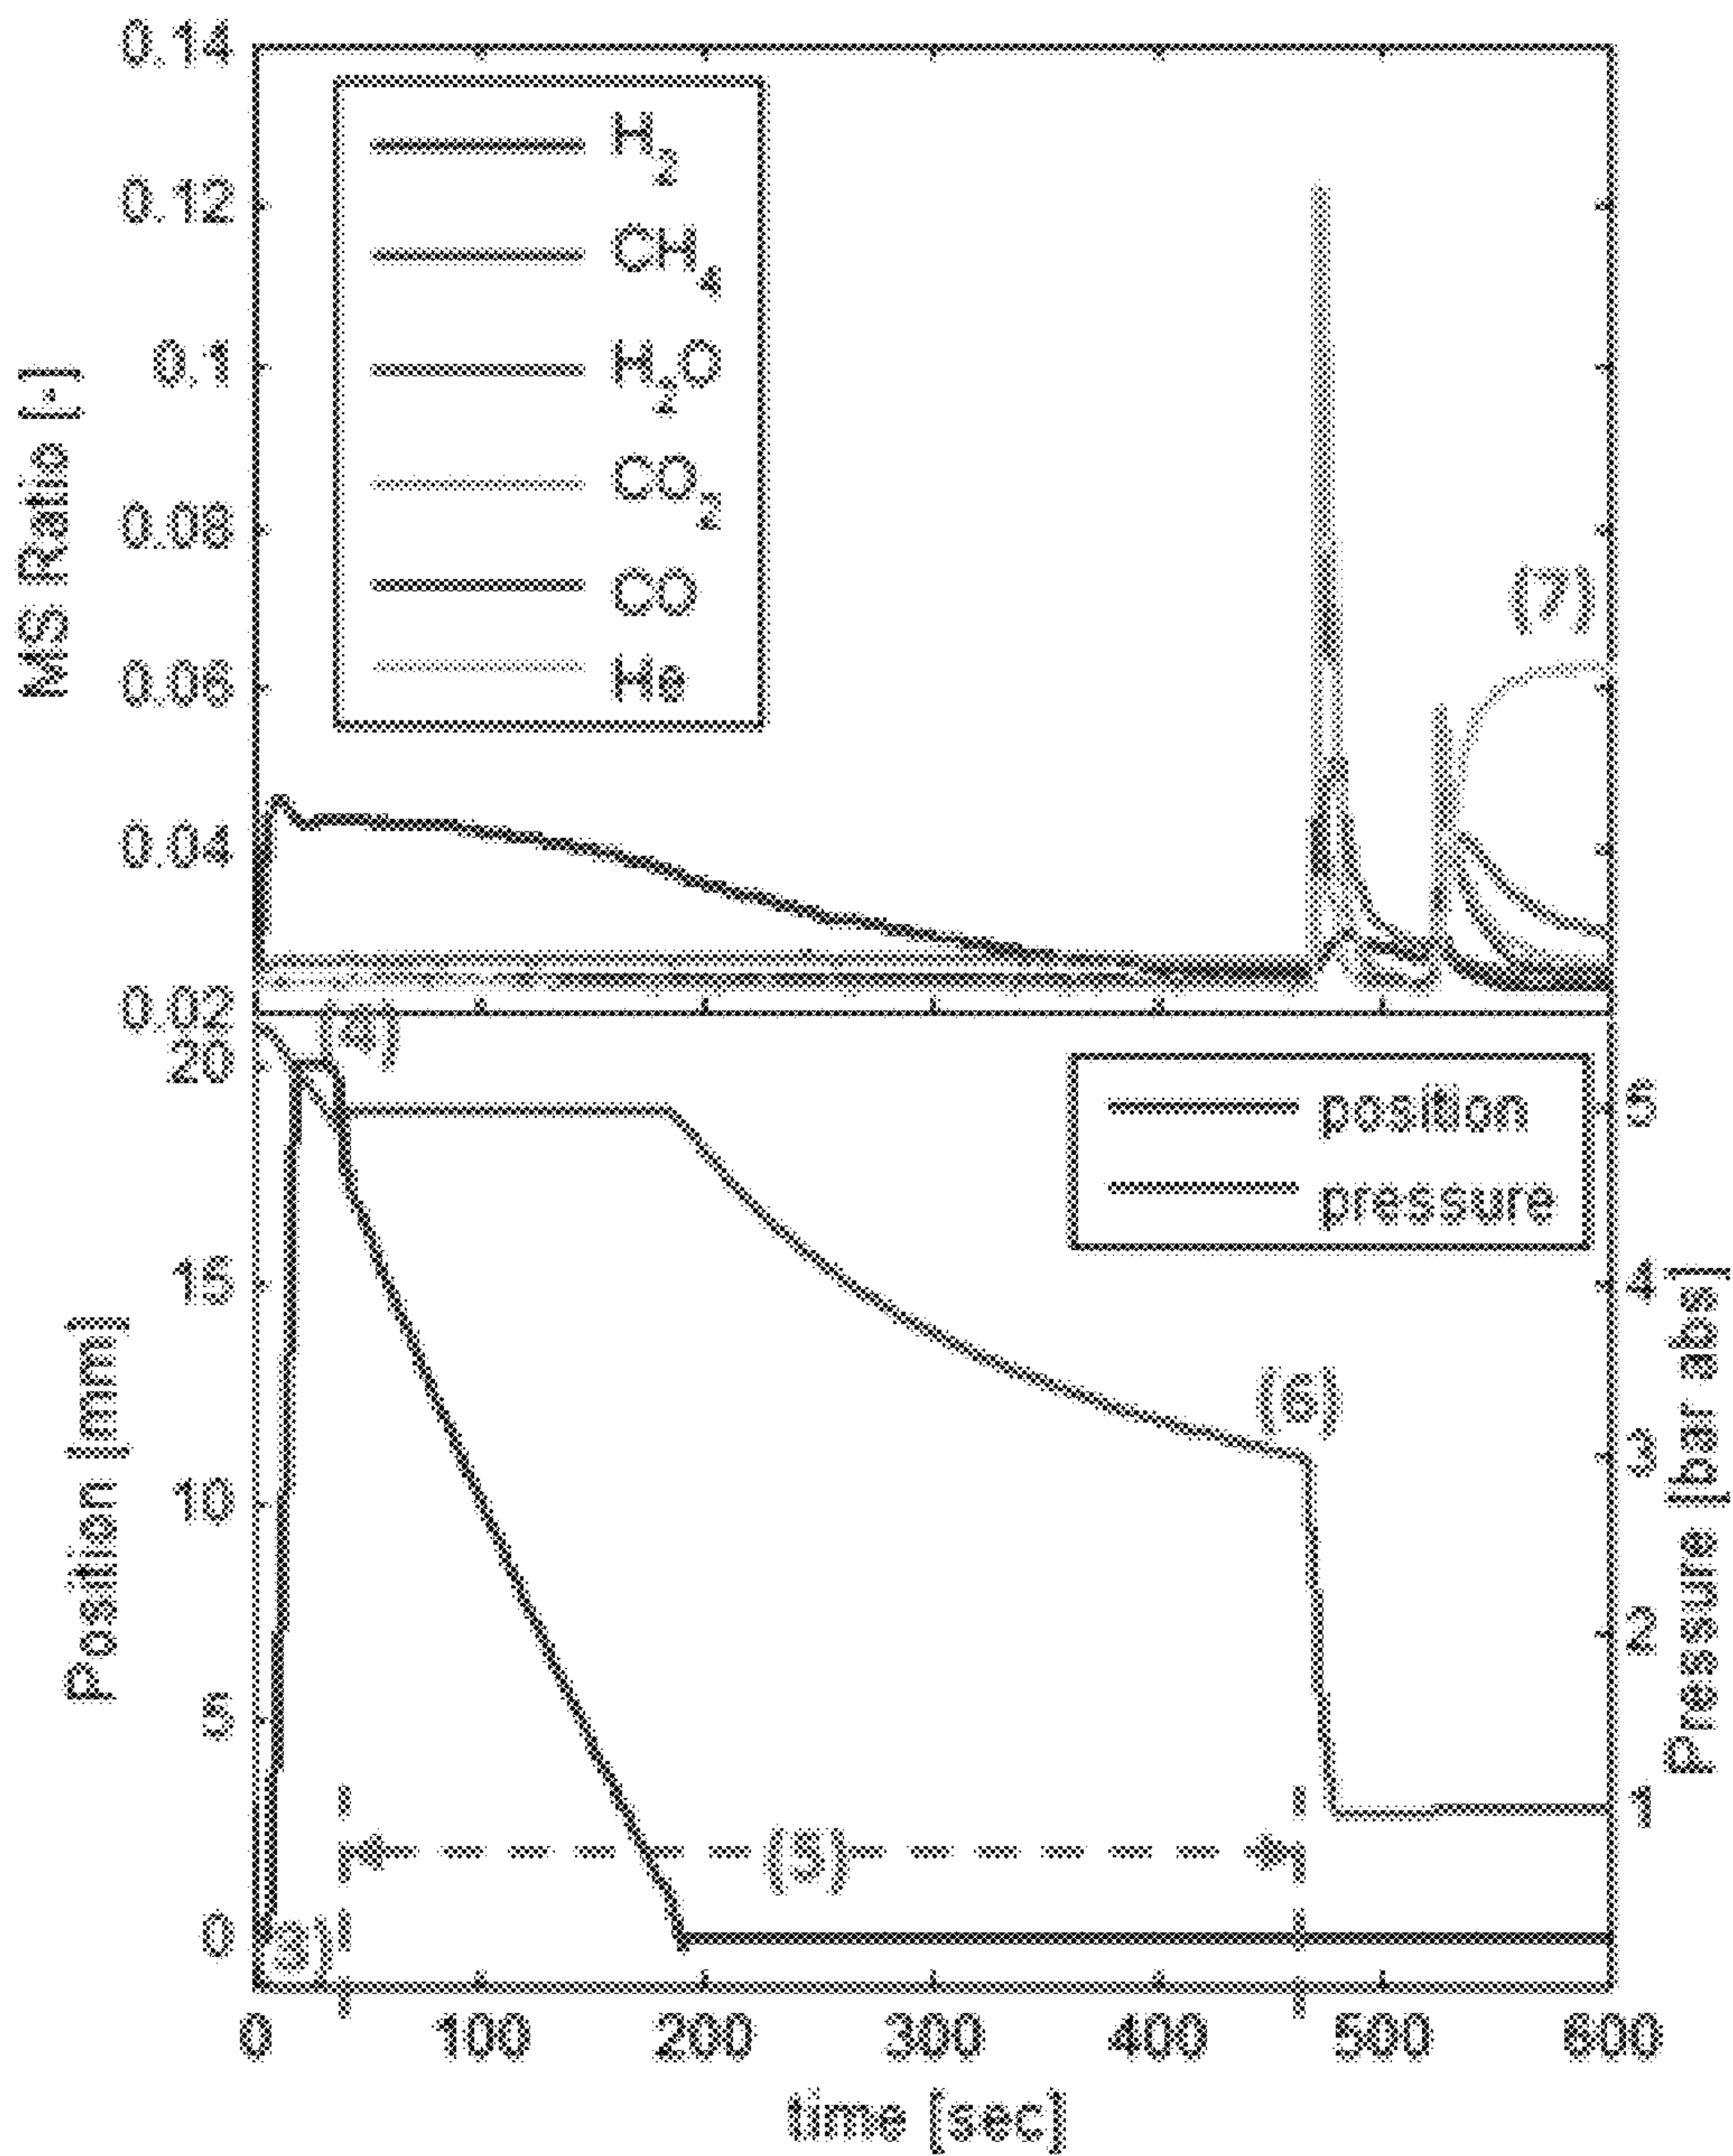 0.14
0.12
0.1
0.08
0.06
0.04
0.02
MS Ratio [-]
H2
CH4
H2O
CO2
CO
He
(7)
(4)
20
15
10
5
0
Position [mm]
position
pressure
5
4
3
2
1
Pressure [bar abs]
(6)
(5)
(3)
0 100 200 300 400 500 600
time [sec]